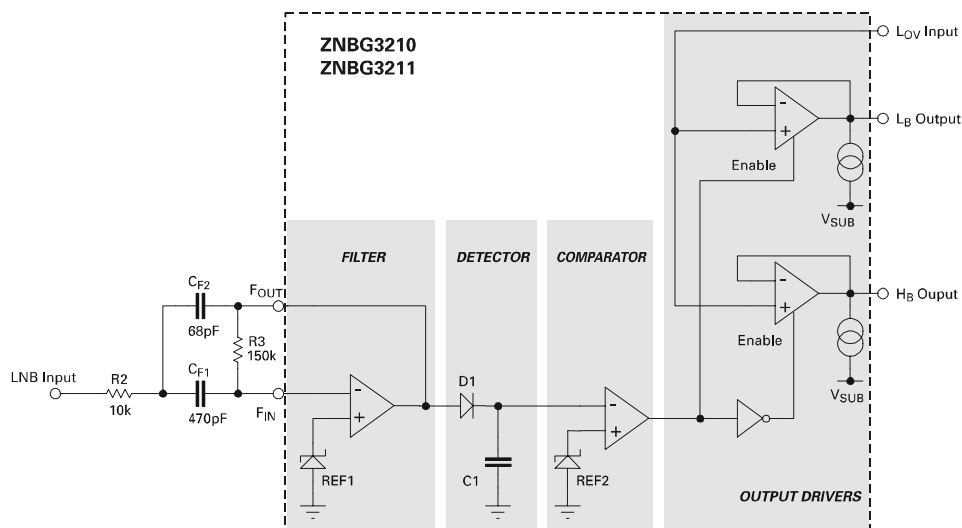 ZNBG3210
ZNBG3211
LOV Input
LB Output
Enable
VSUB
FILTER
DETECTOR
COMPARATOR
CF2
68pF
FOUT
R3
150k
HB Ouput
Enable
LNB Input
R2
10k
CF1
470pF
FIN
D1
VSUB
REF1
C1
REF2
OUTPUT DRIVERS
-
+
-
+
-
+
-
+